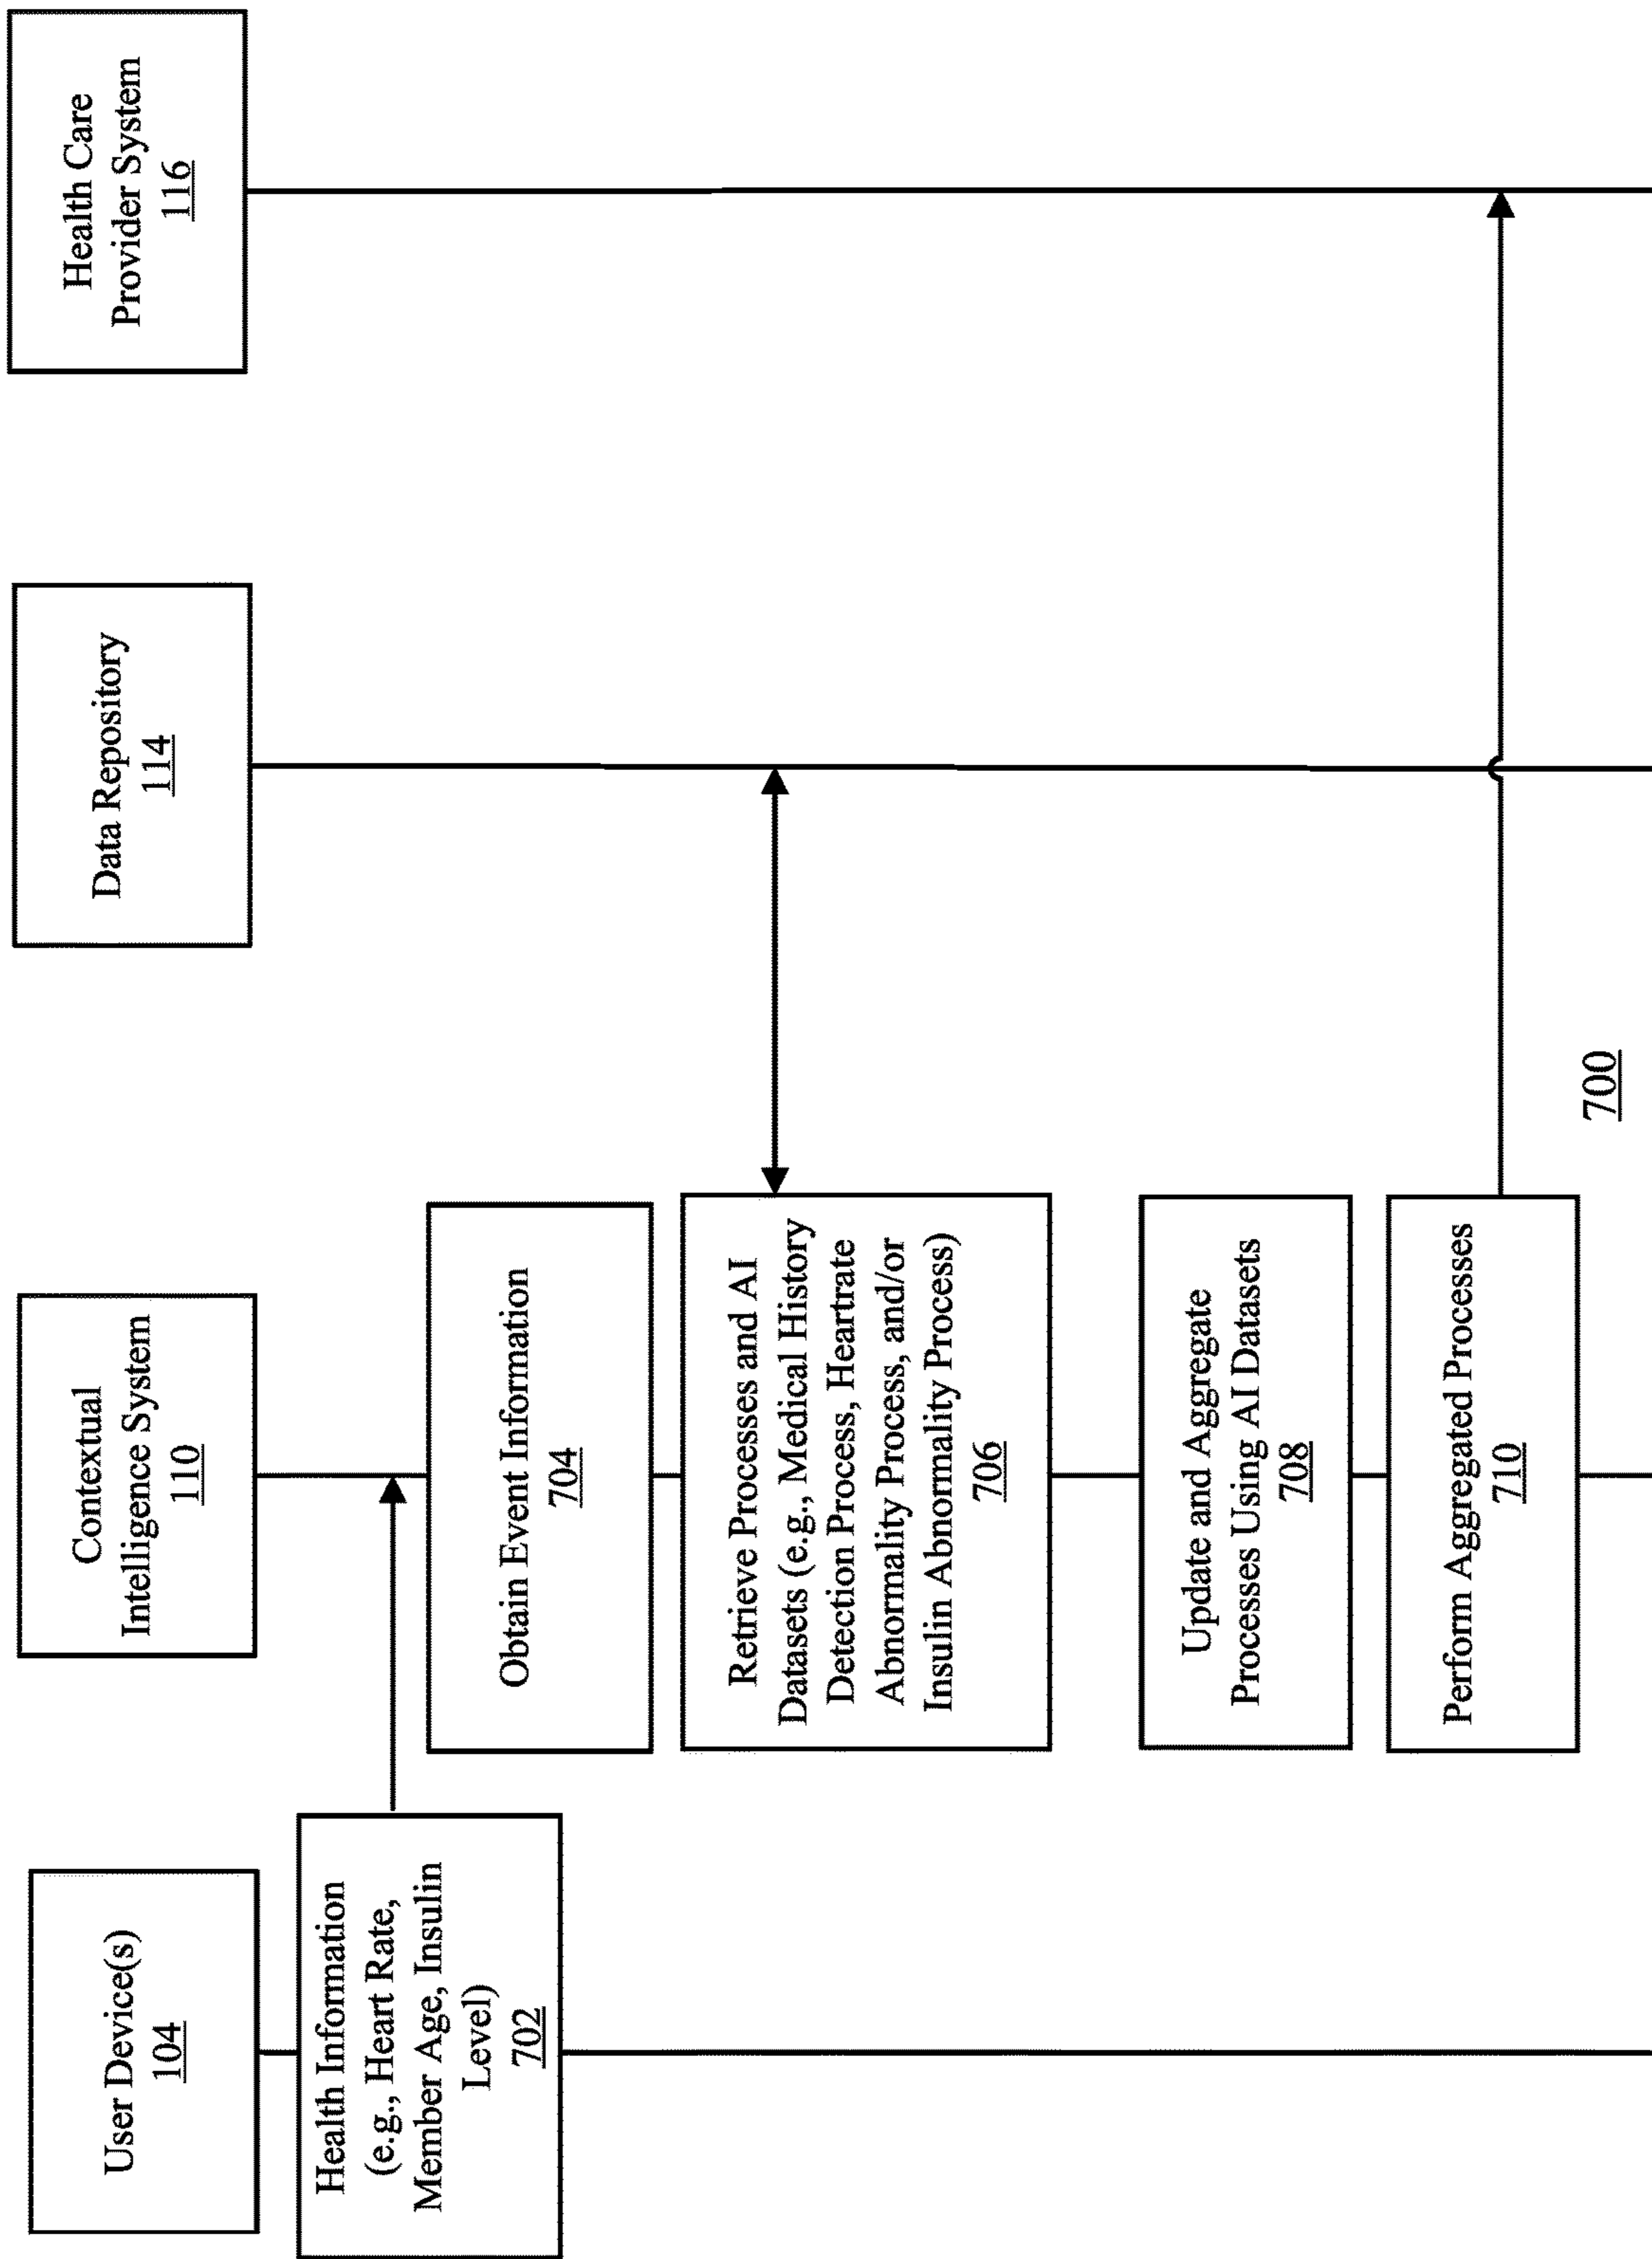 User Device(s)
104
Contextual
Intelligence System
110
Data Repository
114
Health Care
Provider System
116
Health Information
(e.g., Heart Rate,
Member Age, Insulin
Level)
702
Obtain Event Information
704
Retrieve Processes and AI
Datasets (e.g., Medical History
Detection Process, Heartrate
Abnormality Process, and/or
Insulin Abnormality Process)
706
Update and Aggregate
Processes Using AI Datasets
708
Perform Aggregated Processes
710
700